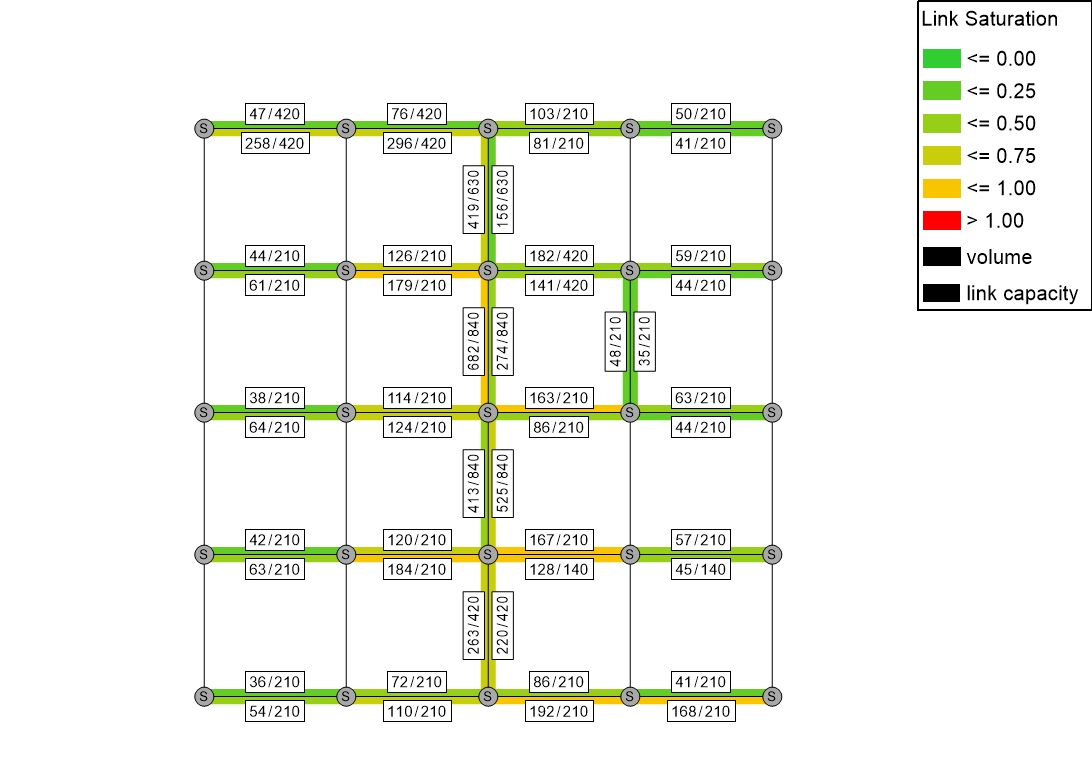 Link Saturation
<= 0.00
<= 0.25
<= 0.50
<= 0.75
<= 1.00
> 1.00
volume
link capacity
47/420
76/420
103/210
50/210
S
S
S
S
S
258/420
296/420
81/210
41/210
419/630
156/630
44/210
126/210
182/420
59/210
S
S
S
S
S
61/210
179/210
141/420
44/210
682/840
274/840
48/210
35/210
38/210
114/210
163/210
63/210
S
S
S
S
S
64/210
124/210
86/210
44/210
413/840
525/840
42/210
120/210
167/210
57/210
S
S
S
S
S
63/210
184/210
128/140
45/140
263/420
220/420
36/210
72/210
86/210
41/210
S
S
S
S
S
54/210
110/210
192/210
168/210